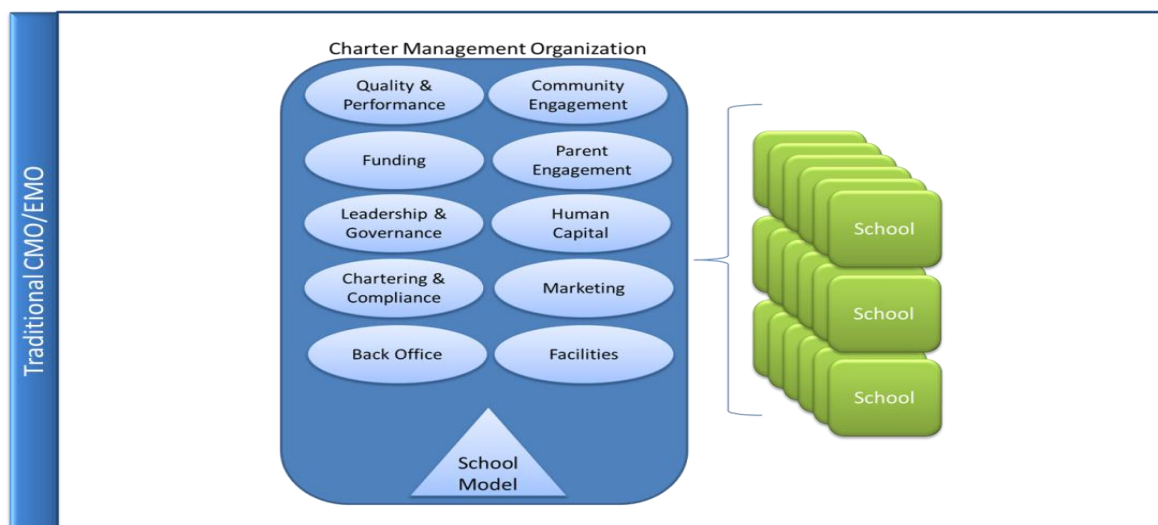 Traditional CMO/EMO
Charter Management Organization
Quality &
Performance
Community
Engagement
Funding
Parent
Engagement
Leadership &
Governance
Human
Capital
Chartering &
Compliance
Marketing
Back Office
Facilities
School
Model
School
School
School